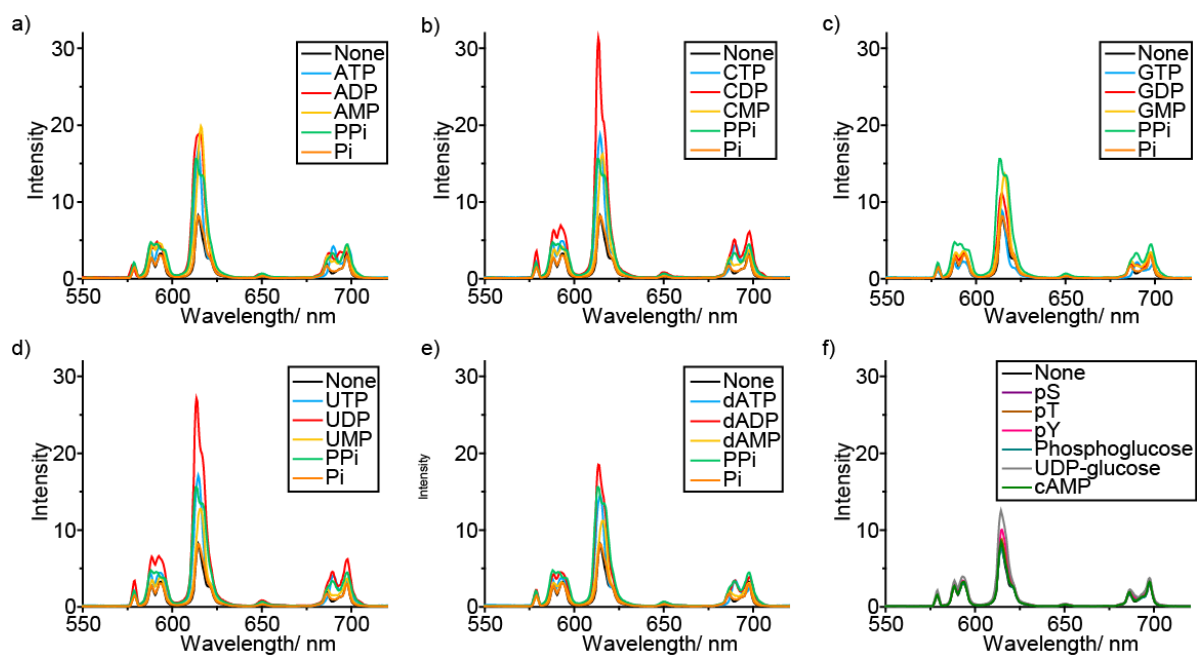 a)
30
20
10
0
Intensity
None
ATP
ADP
AMP
PPi
Pi
550
600
650
700
Wavelength/ nm
b)
30
20
10
0
Intensity
None
CTP
CDP
CMP
PPi
Pi
550
600
650
700
Wavelength/ nm
c)
30
20
10
0
Intensity
None
GTP
GDP
GMP
PPi
Pi
550
600
650
700
Wavelength/ nm
d)
30
20
10
0
Intensity
None
UTP
UDP
UMP
PPi
Pi
550
600
650
700
Wavelength/ nm
e)
30
20
10
0
Intensity
None
dATP
dADP
dAMP
PPi
Pi
550
600
650
700
Wavelength/ nm
f)
30
20
10
0
Intensity
None
pS
pT
pY
Phosphoglucose
UDP-glucose
cAMP
550
600
650
700
Wavelength/ nm